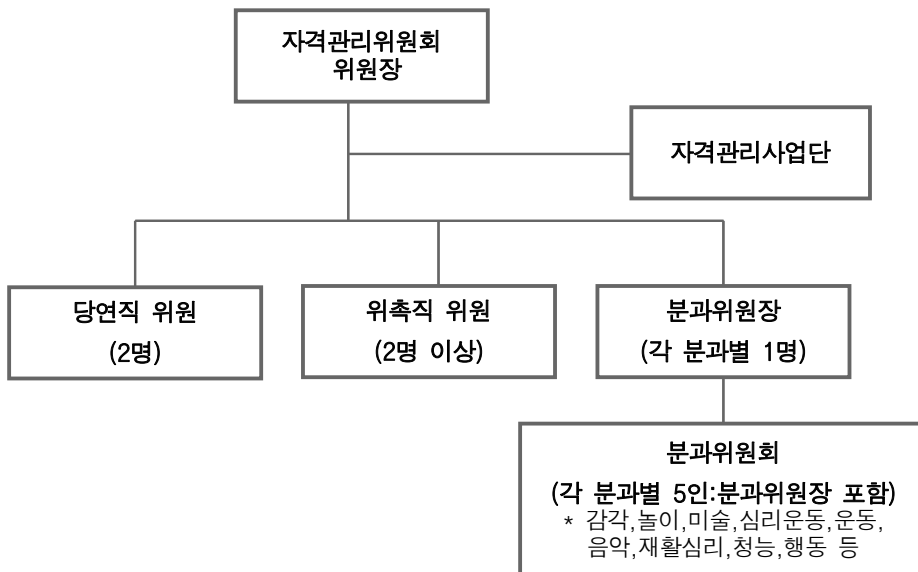 자격관리위원회
위원장
자격관리사업단
당연직 위원
(2명)
위촉직 위원
(2명 이상)
분과위원장
(각 분과별 1명)
분과위원회
(각 분과별 5인:분과위원장 포함)
* 감각,놀이,미술,심리운동,운동,
음악,재활심리,청능,행동 등